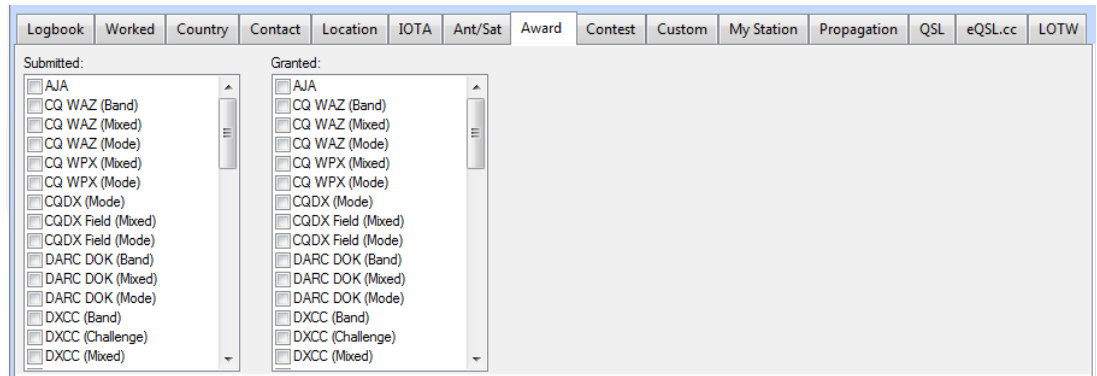 Logbook Worked Country Contact Location IOTA Ant/Sat Award Contest Custom My Station Propagation QSL eQSL.cc LOTW
Submitted:
AJA
CQ WAZ (Band)
CQ WAZ (Mixed)
CQ WAZ (Mode)
CQ WPX (Mixed)
CQ WPX (Mode)
CQDX (Mode)
CQDX Field (Mixed)
CQDX Field (Mode)
DARC DOK (Band)
DARC DOK (Mixed)
DARC DOK (Mode)
DXCC (Band)
DXCC (Challenge)
DXCC (Mixed)
Granted:
AJA
CQ WAZ (Band)
CQ WAZ (Mixed)
CQ WAZ (Mode)
CQ WPX (Mixed)
CQ WPX (Mode)
CQDX (Mode)
CQDX Field (Mixed)
CQDX Field (Mode)
DARC DOK (Band)
DARC DOK (Mixed)
DARC DOK (Mode)
DXCC (Band)
DXCC (Challenge)
DXCC (Mixed)